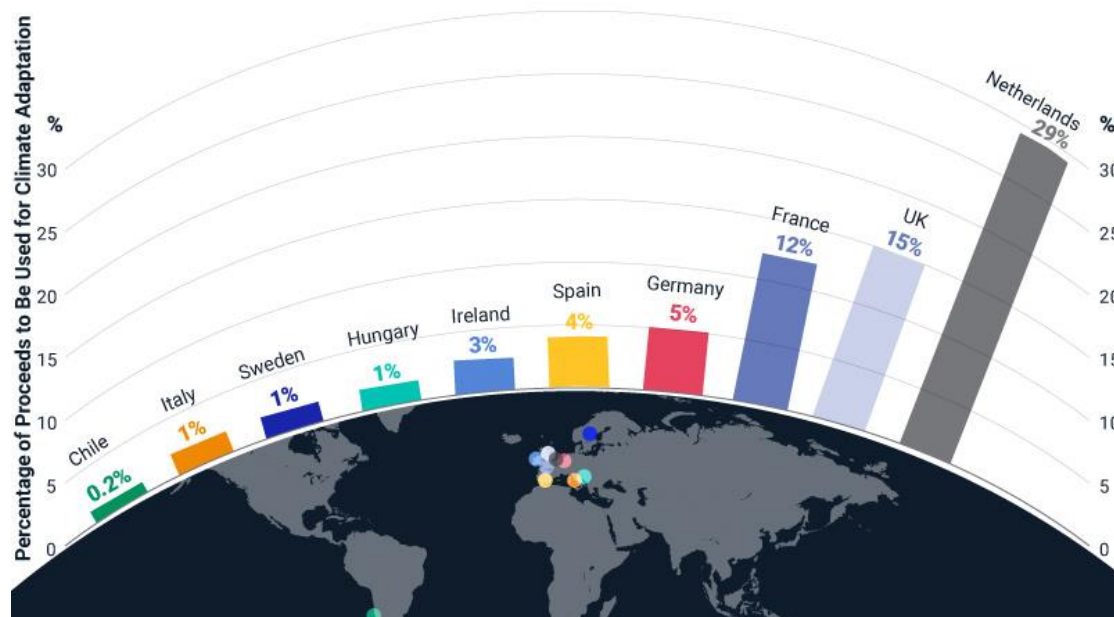 Percentage of Proceeds to Be Used for Climate Adaptation
%
30
25
20
15
10
5
0
Chile
0.2%
Italy
1%
Sweden
1%
Hungary
1%
Ireland
3%
Spain
4%
Germany
5%
France
12%
UK
15%
Netherlands
29%
%
30
25
20
15
10
5
0